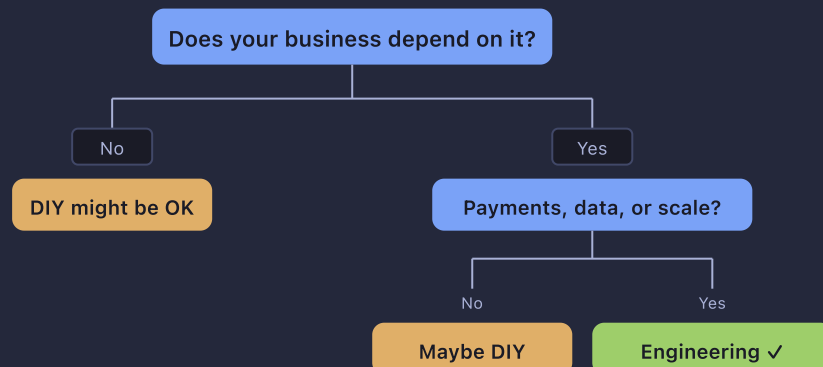 Does your business depend on it?
No
Yes
DIY might be OK
Payments, data, or scale?
No
Yes
Maybe DIY
Engineering ✓